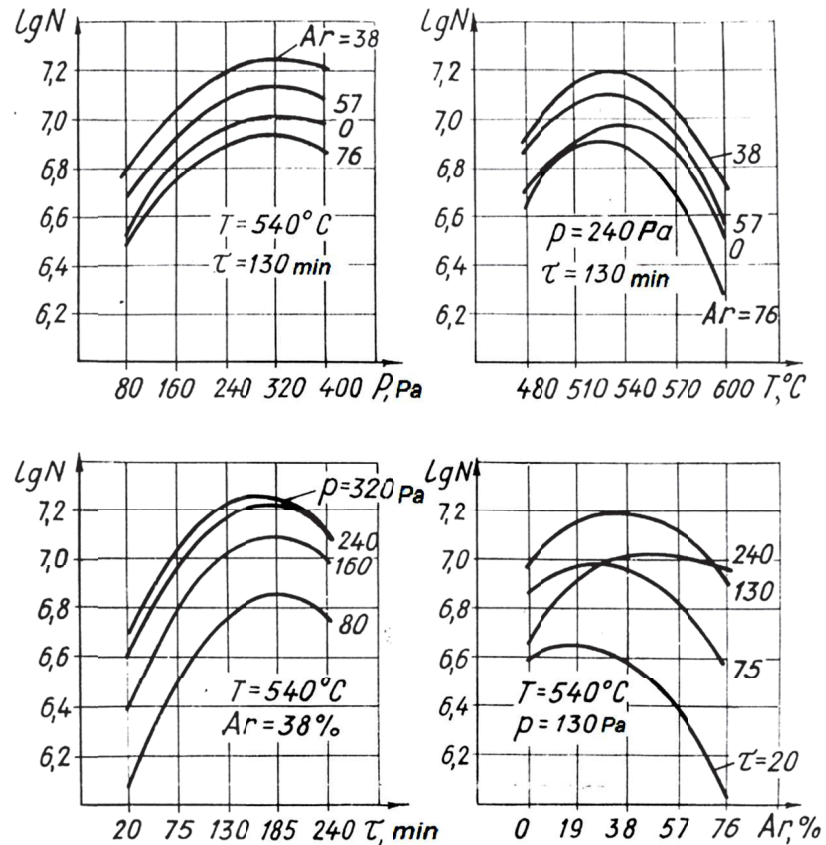 lgN
Ar=38
7,2
7,0
6,8
6,6
6,4
6,2
57
0
76
T=540°C
τ=130 min
80 160 240 320 400 P, Pa
lgN
7,2
7,0
6,8
6,6
6,4
6,2
38
57
0
p=240 Pa
τ=130 min
Ar=76
480 510 540 570 600 T,°C
lgN
p=320 Pa
7,2
7,0
6,8
6,6
6,4
6,2
240
160
80
T=540°C
Ar=38%
20 75 130 185 240 τ, min
lgN
7,2
7,0
6,8
6,6
6,4
6,2
240
130
75
T=540°C
p=130 Pa
τ=20
0 19 38 57 76 Ar,%